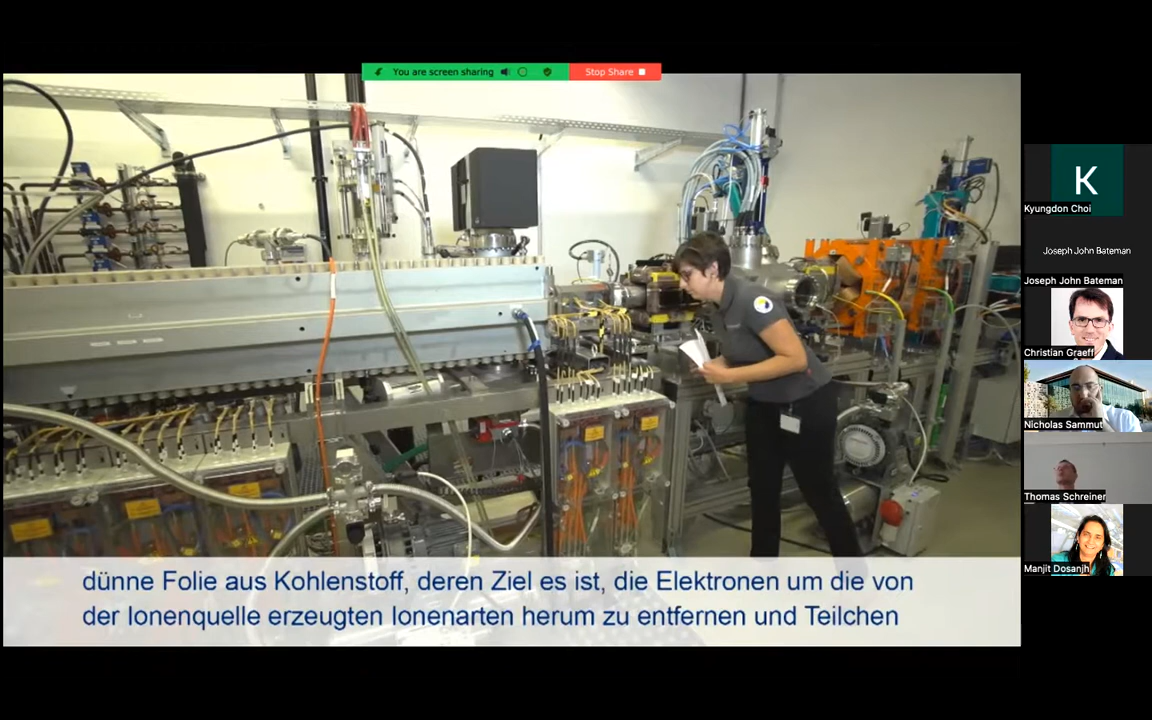 You are screen sharing
Stop Share
K
Kyungdon Choi
Joseph John Bateman
Joseph John Bateman
Christian Graeff
Nicholas Sammut
Thomas Schreiner
Manjit Dosanjh
dünne Folie aus Kohlenstoff, deren Ziel es ist, die Elektronen um die von
der Ionenquelle erzeugten Ionenarten herum zu entfernen und Teilchen